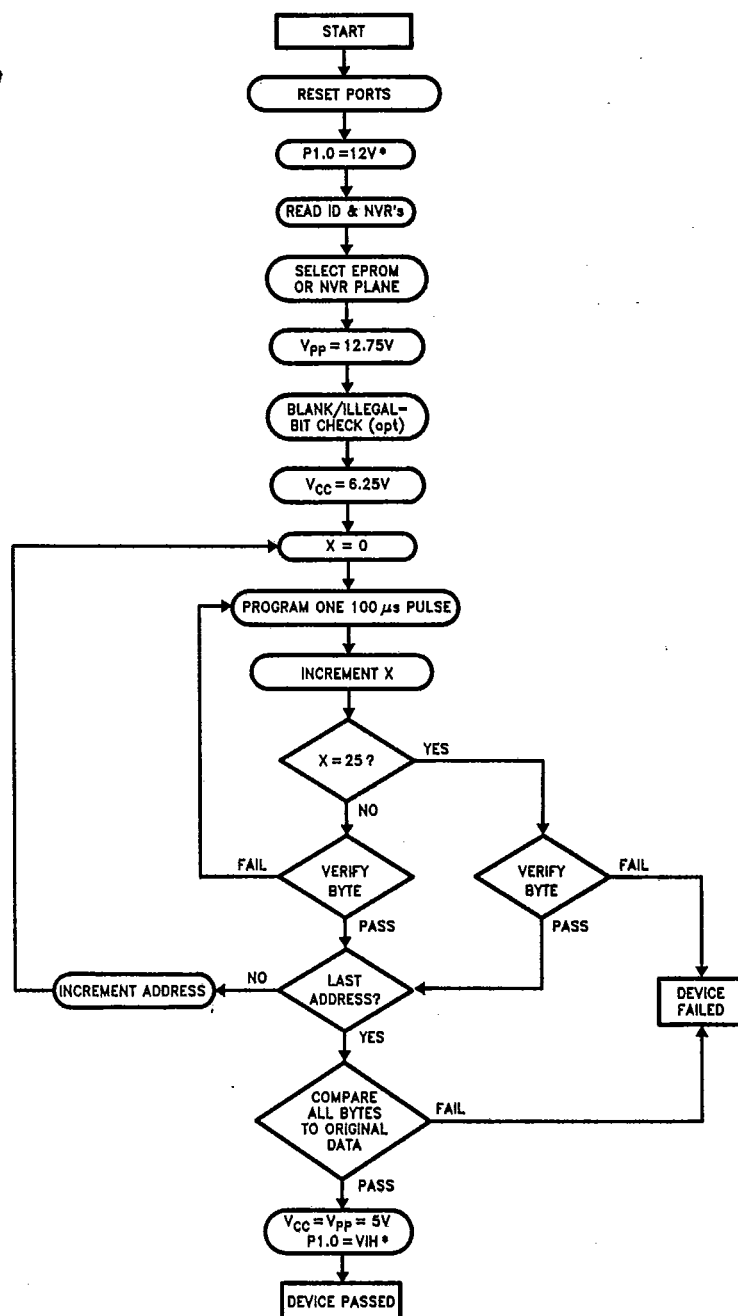 START
RESET PORTS
P1.0 = 12V*
READ ID & NVR's
SELECT EPROM
OR NVR PLANE
VPP = 12.75V
BLANK/ILLEGAL-
BIT CHECK (opt)
VCC = 6.25V
X = 0
PROGRAM ONE 100 µs PULSE
INCREMENT X
X = 25?
YES
NO
VERIFY
BYTE
FAIL
PASS
VERIFY
BYTE
FAIL
PASS
LAST
ADDRESS?
NO
INCREMENT ADDRESS
YES
DEVICE
FAILED
COMPARE
ALL BYTES
TO ORIGINAL
DATA
FAIL
PASS
VCC = VPP = 5V
P1.0 = VIH*
DEVICE PASSED